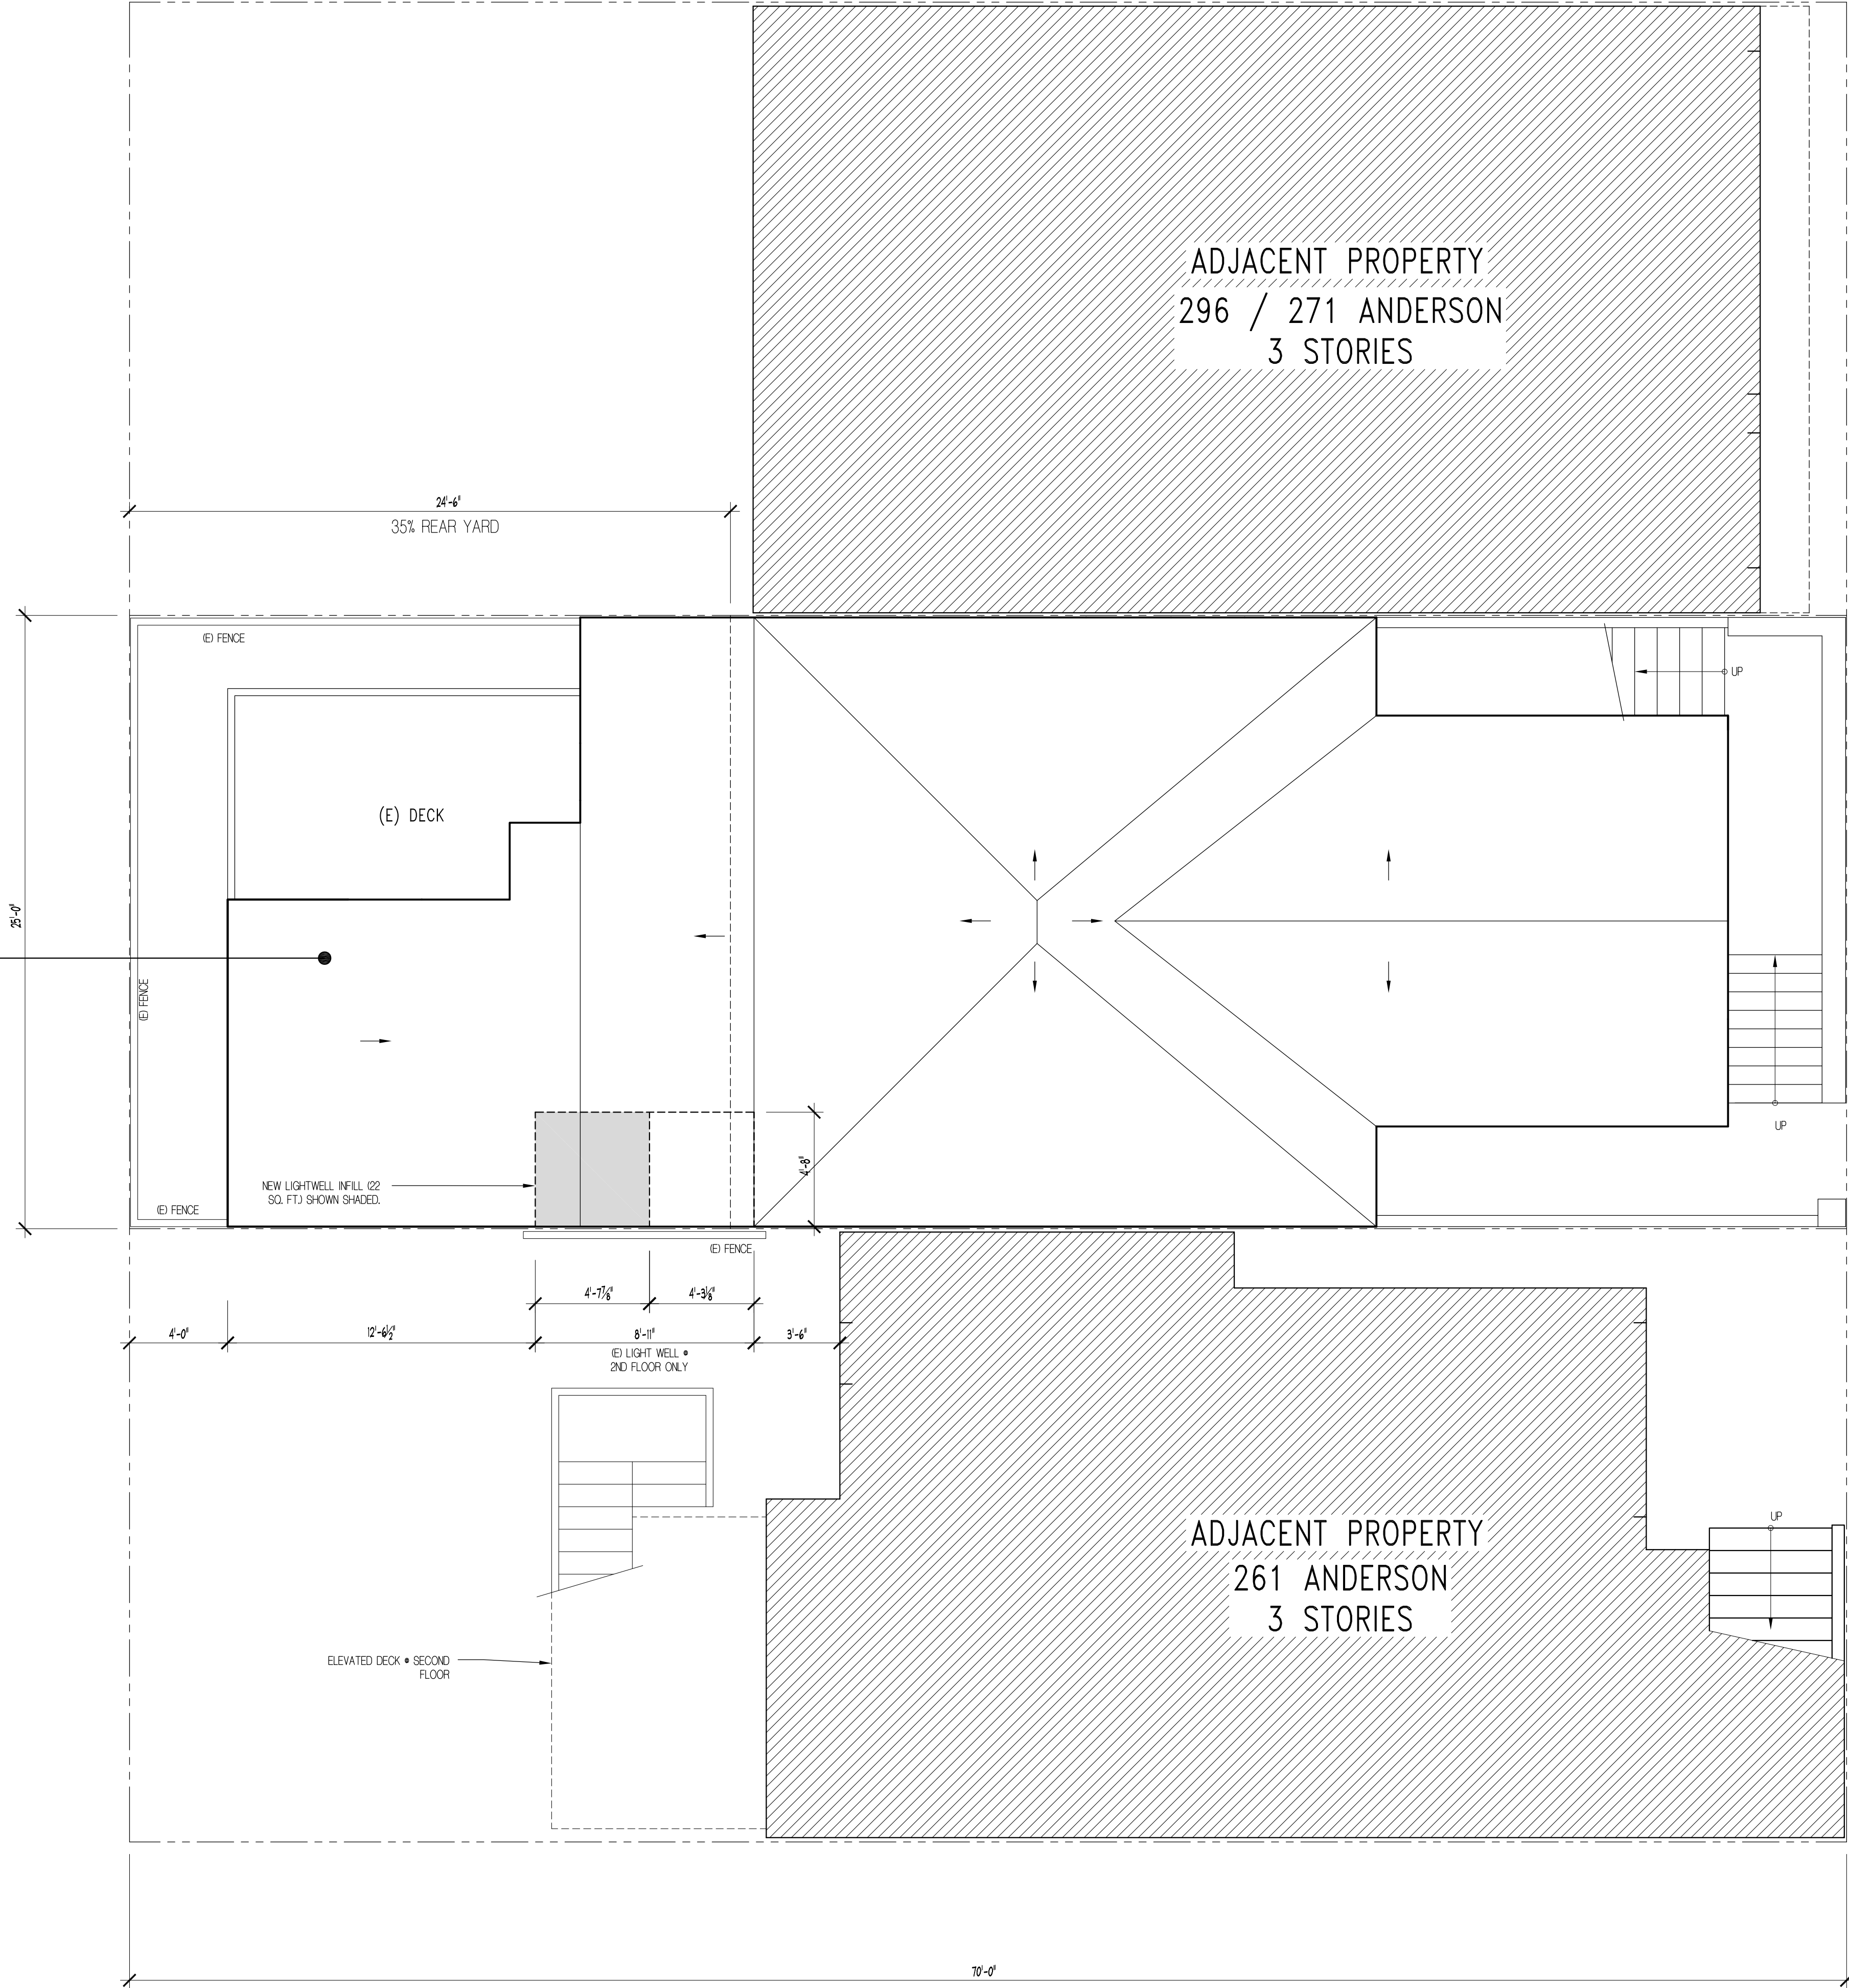 ADJACENT PROPERTY
296 / 271 ANDERSON
3 STORIES
24'-6"
35% REAR YARD
(E) FENCE
UP
(E) DECK
25'-0"
(E) FENCE
UP
4'-8"
NEW LIGHTWELL INFILL (22
SQ. FT.) SHOWN SHADED.
(E) FENCE
(E) FENCE
4'-7⅞"
4'-3⅛"
4'-0"
12'-6½"
8'-11"
3'-6"
(E) LIGHT WELL @
2ND FLOOR ONLY
UP
ADJACENT PROPERTY
261 ANDERSON
3 STORIES
ELEVATED DECK @ SECOND
FLOOR
70'-0"